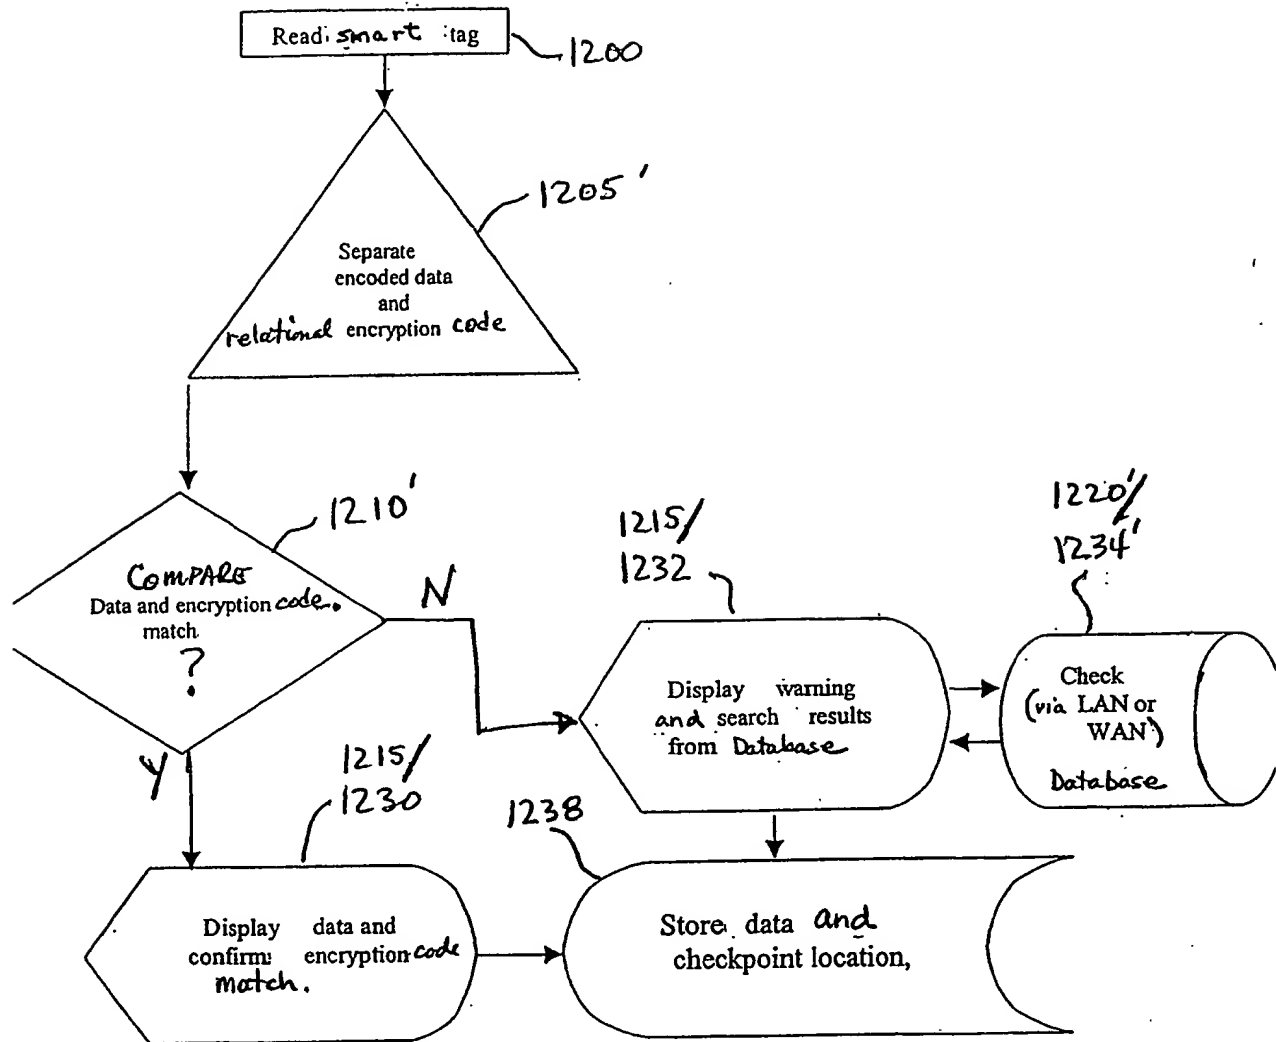 Read smart tag
1200
1205'
Separate
encoded data
and
relational encryption code
1210'
COMPARE
Data and encryption code.
match
?
N
Y
1215/
1232
1220'/
1234'
Display warning
and search results
from Database
Check
(via LAN or
WAN)
Database
1215/
1230
1238
Display data and
confirm encryption code
match.
Store data and
checkpoint location,